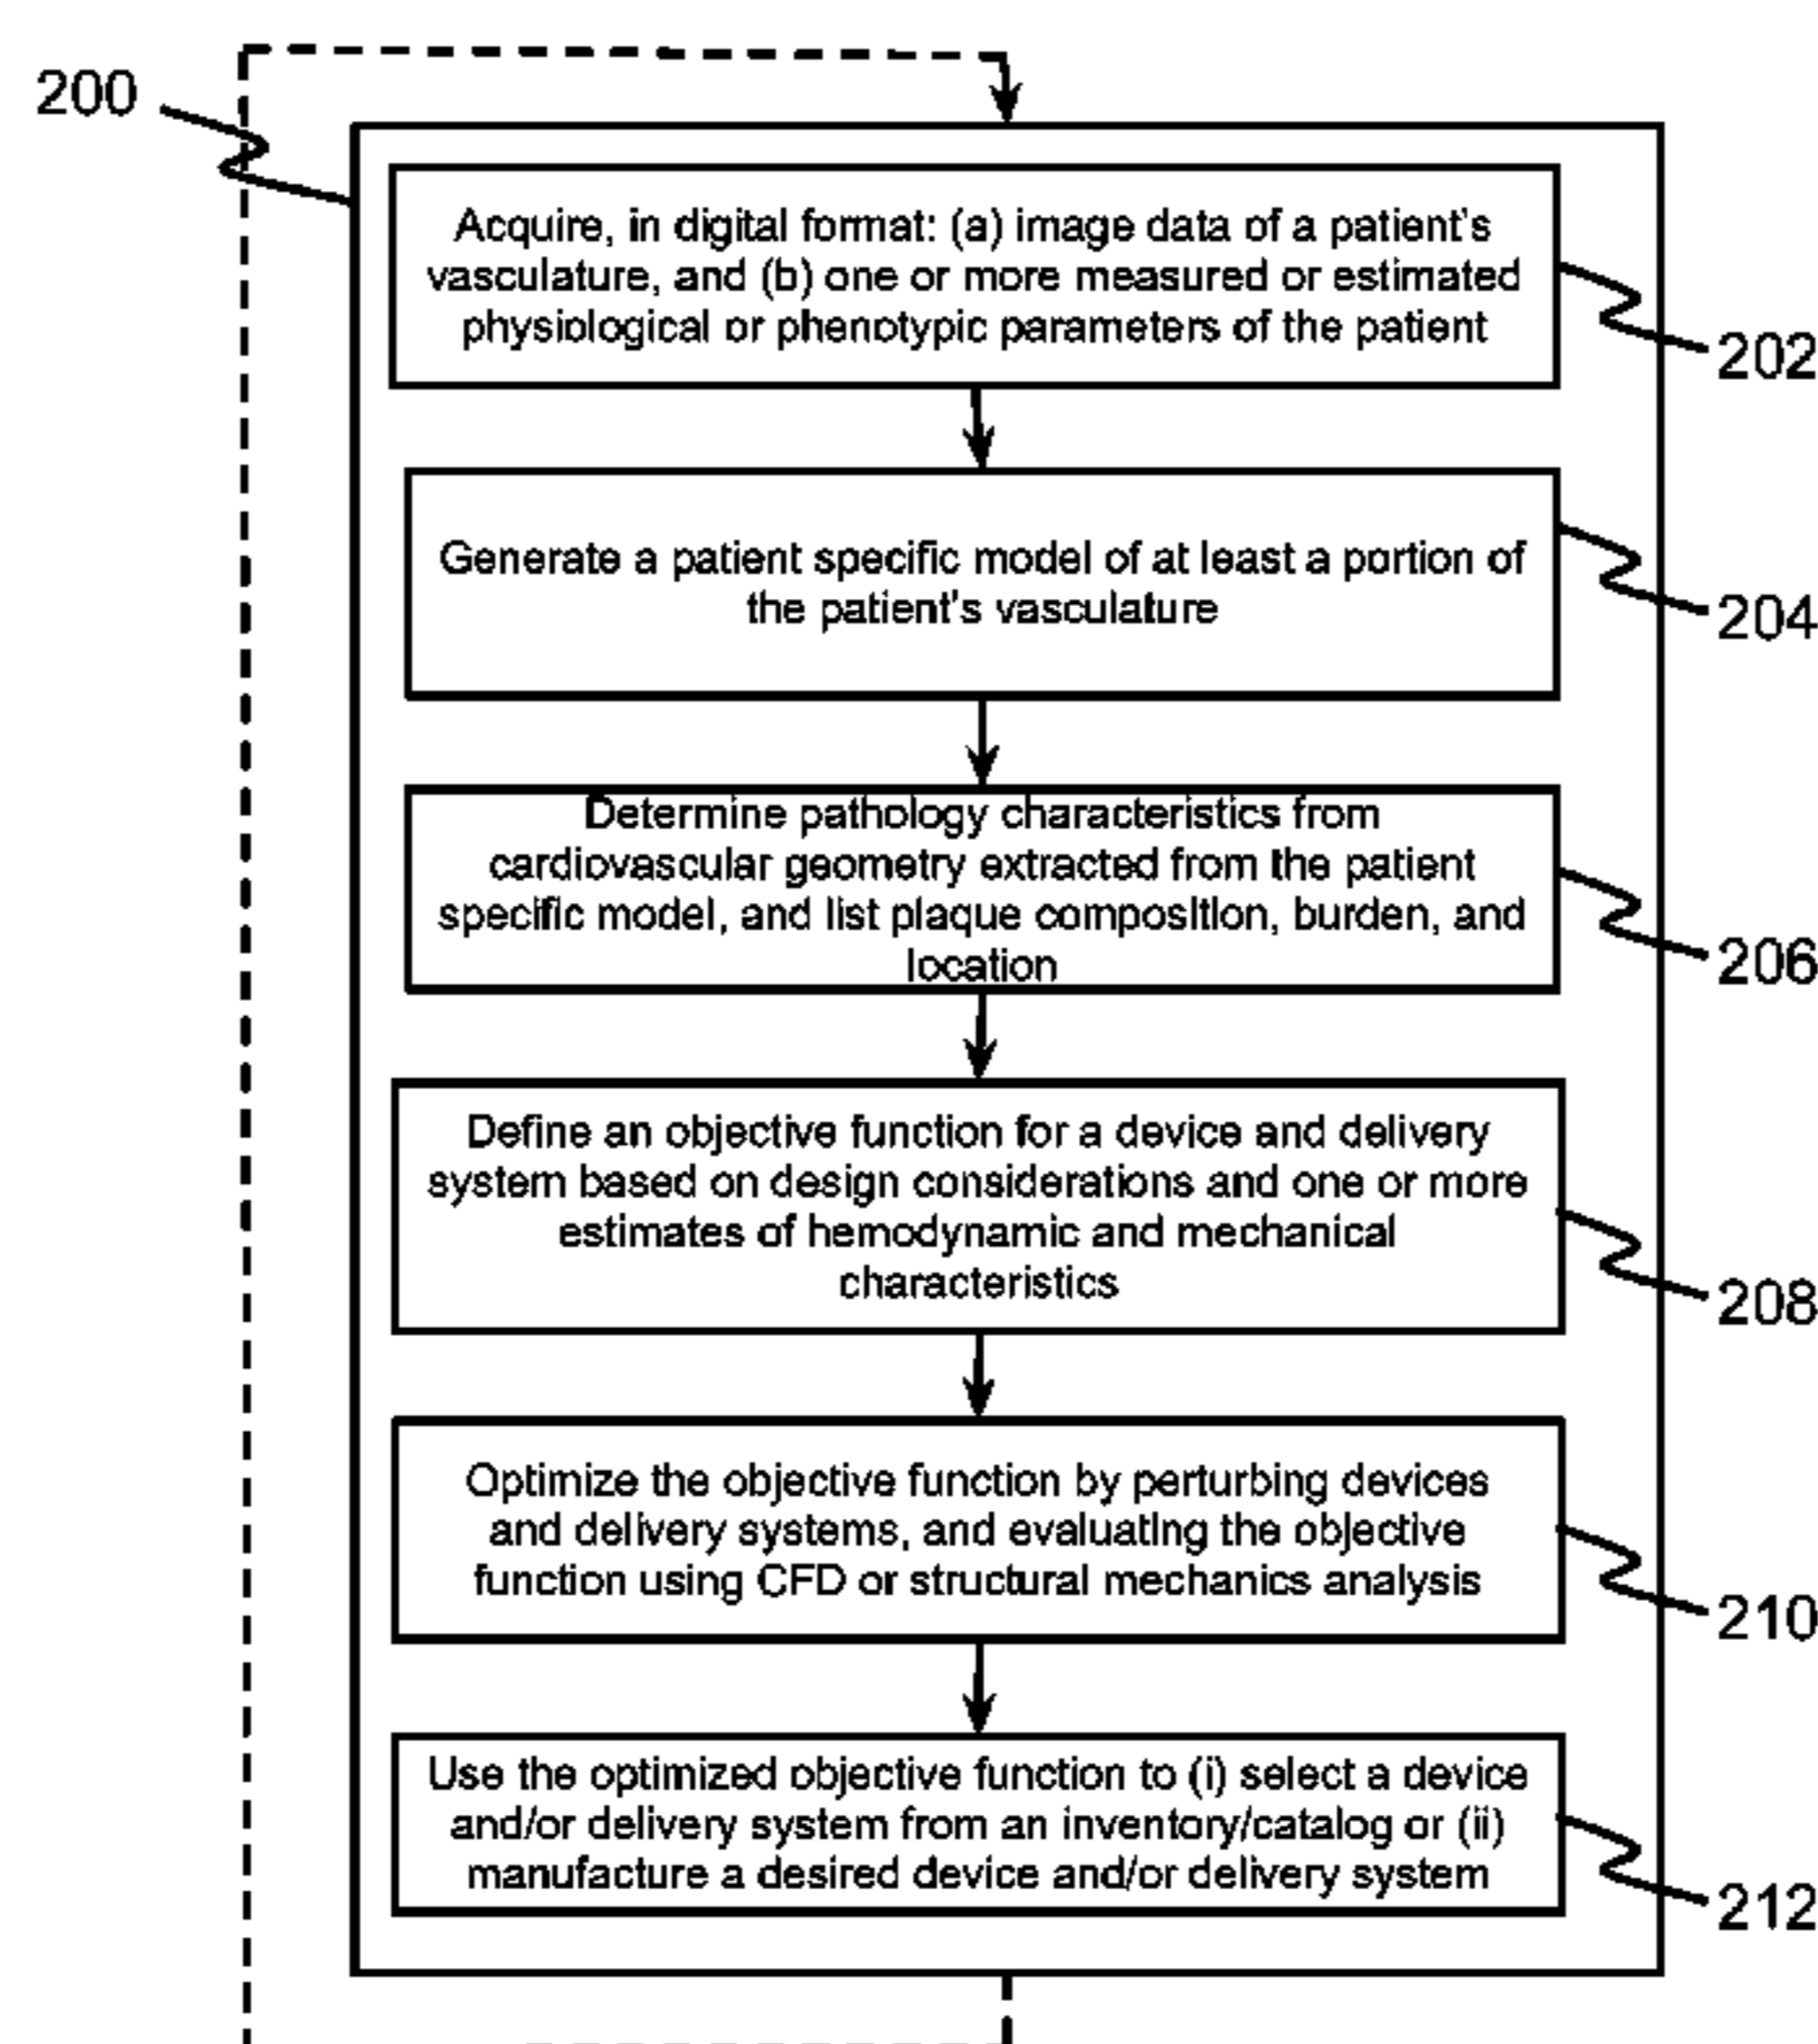 200
Acquire, in digital format: (a) image data of a patient's
vasculature, and (b) one or more measured or estimated
physiological or phenotypic parameters of the patient
202
Generate a patient specific model of at least a portion of
the patient's vasculature
204
Determine pathology characteristics from
cardiovascular geometry extracted from the patient
specific model, and list plaque composition, burden, and
location
206
Define an objective function for a device and delivery
system based on design considerations and one or more
estimates of hemodynamic and mechanical
characteristics
208
Optimize the objective function by perturbing devices
and delivery systems, and evaluating the objective
function using CFD or structural mechanics analysis
210
Use the optimized objective function to (i) select a device
and/or delivery system from an inventory/catalog or (ii)
manufacture a desired device and/or delivery system
212